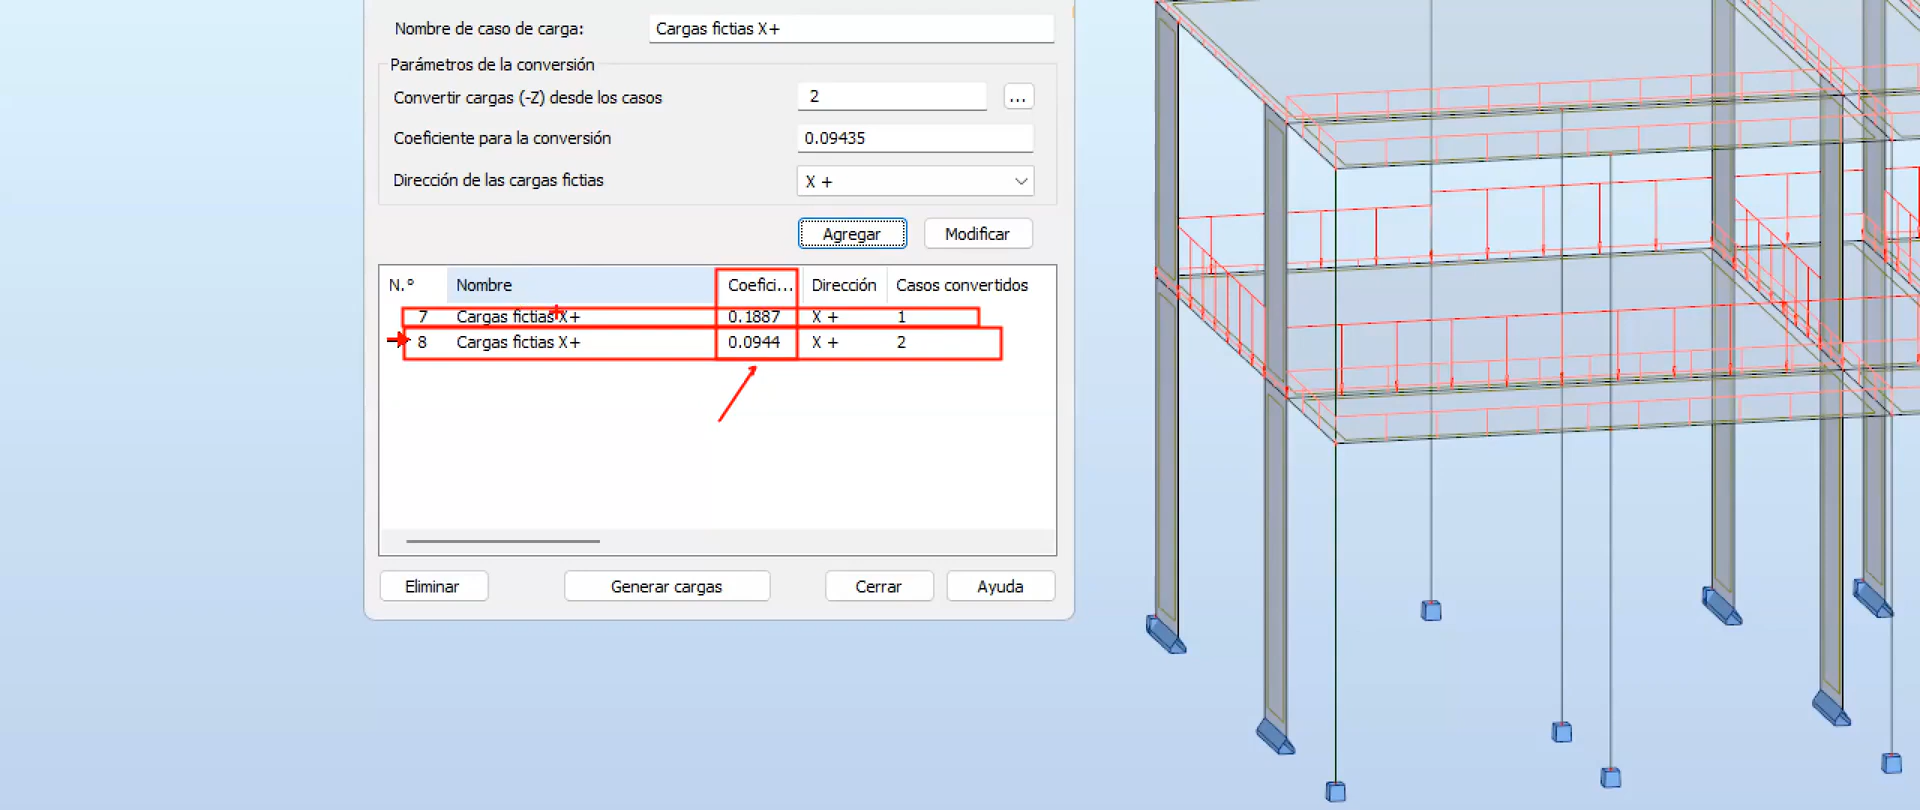 Nombre de caso de carga: Cargas fictias X+
Parámetros de la conversión
Convertir cargas (-Z) desde los casos 2 ...
Coeficiente para la conversión 0.09435
Dirección de las cargas fictias X +
Agregar Modificar
N.º Nombre Coefici... Dirección Casos convertidos
7 Cargas fictias X+ 0.1887 X + 1
8 Cargas fictias X+ 0.0944 X + 2
Eliminar Generar cargas Cerrar Ayuda